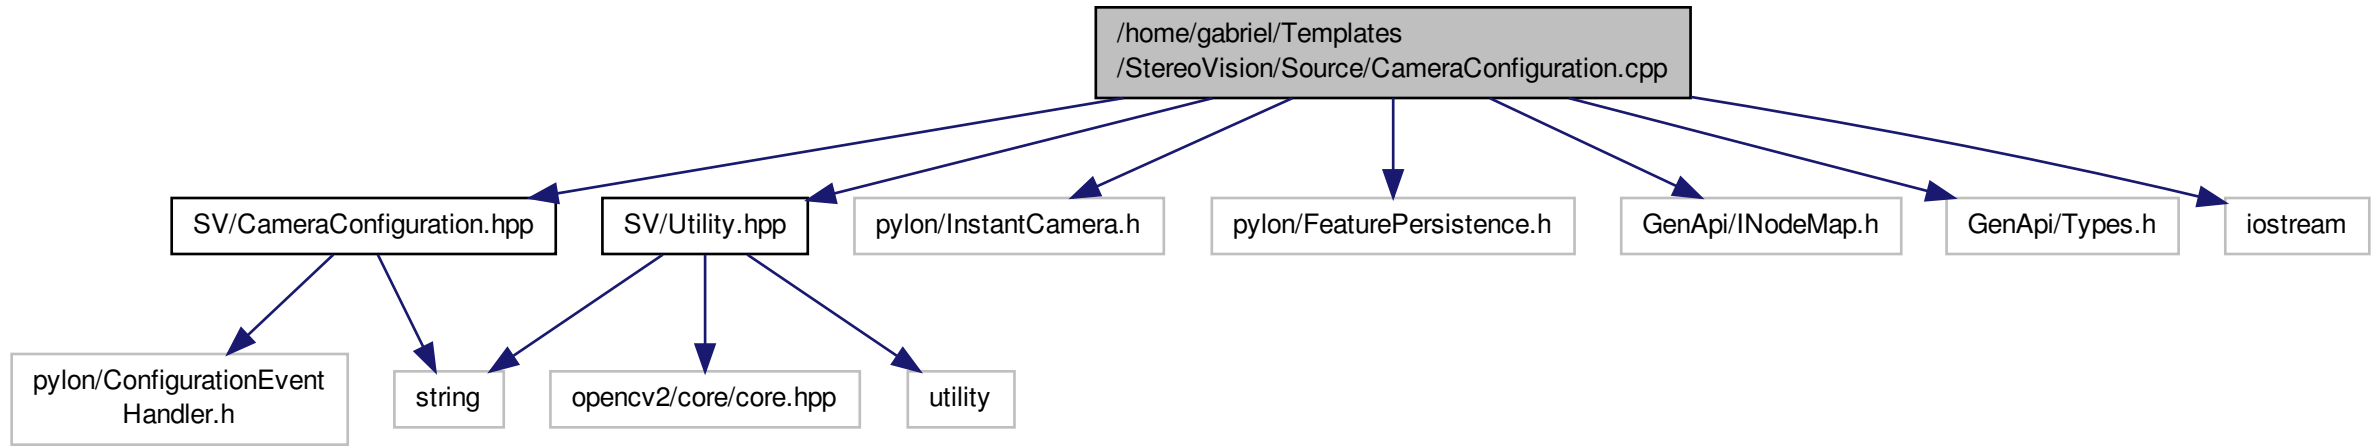 /home/gabriel/Templates
/StereoVision/Source/CameraConfiguration.cpp
SV/CameraConfiguration.hpp
SV/Utility.hpp
pylon/InstantCamera.h
pylon/FeaturePersistence.h
GenApi/INodeMap.h
GenApi/Types.h
iostream
pylon/ConfigurationEvent
Handler.h
string
opencv2/core/core.hpp
utility